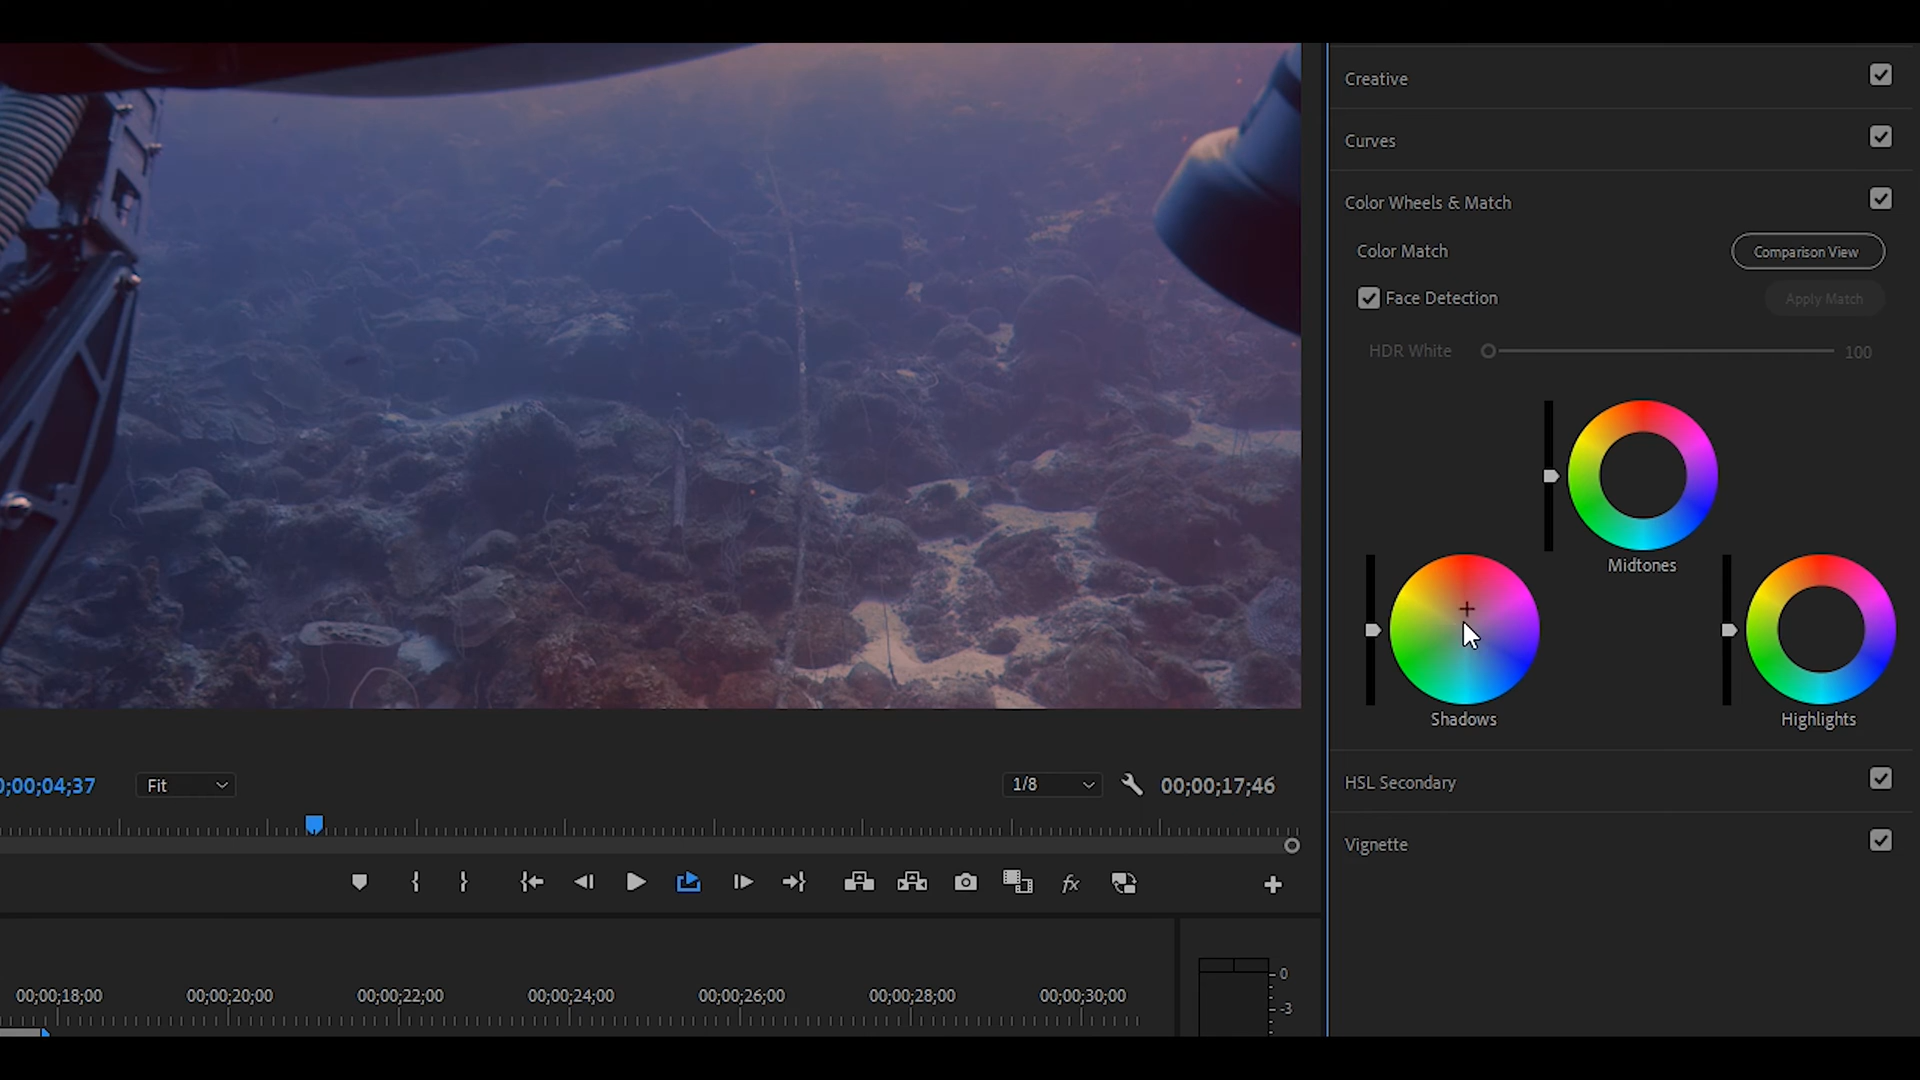 Creative
Curves
Color Wheels & Match
Color Match
Comparison View
Face Detection
Apply Match
HDR White
100
Midtones
Shadows
Highlights
HSL Secondary
Vignette
0;00;04;37
Fit
1/8
00;00;17;46
fx
00;00;18;00
00;00;20;00
00;00;22;00
00;00;24;00
00;00;26;00
00;00;28;00
00;00;30;00
0
-3